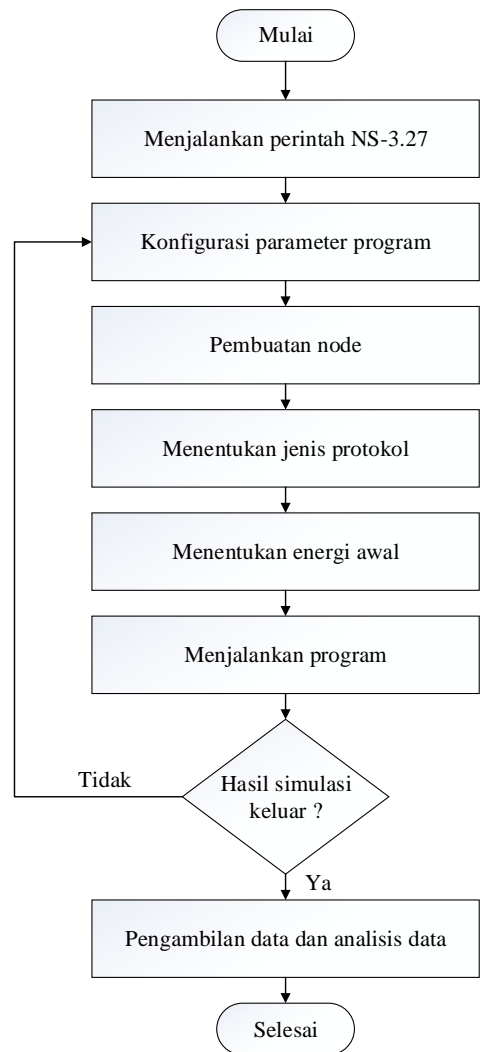 Mulai
Menjalankan perintah NS-3.27
Konfigurasi parameter program
Pembuatan node
Menentukan jenis protokol
Menentukan energi awal
Menjalankan program
Hasil simulasi
keluar ?
Tidak
Ya
Pengambilan data dan analisis data
Selesai